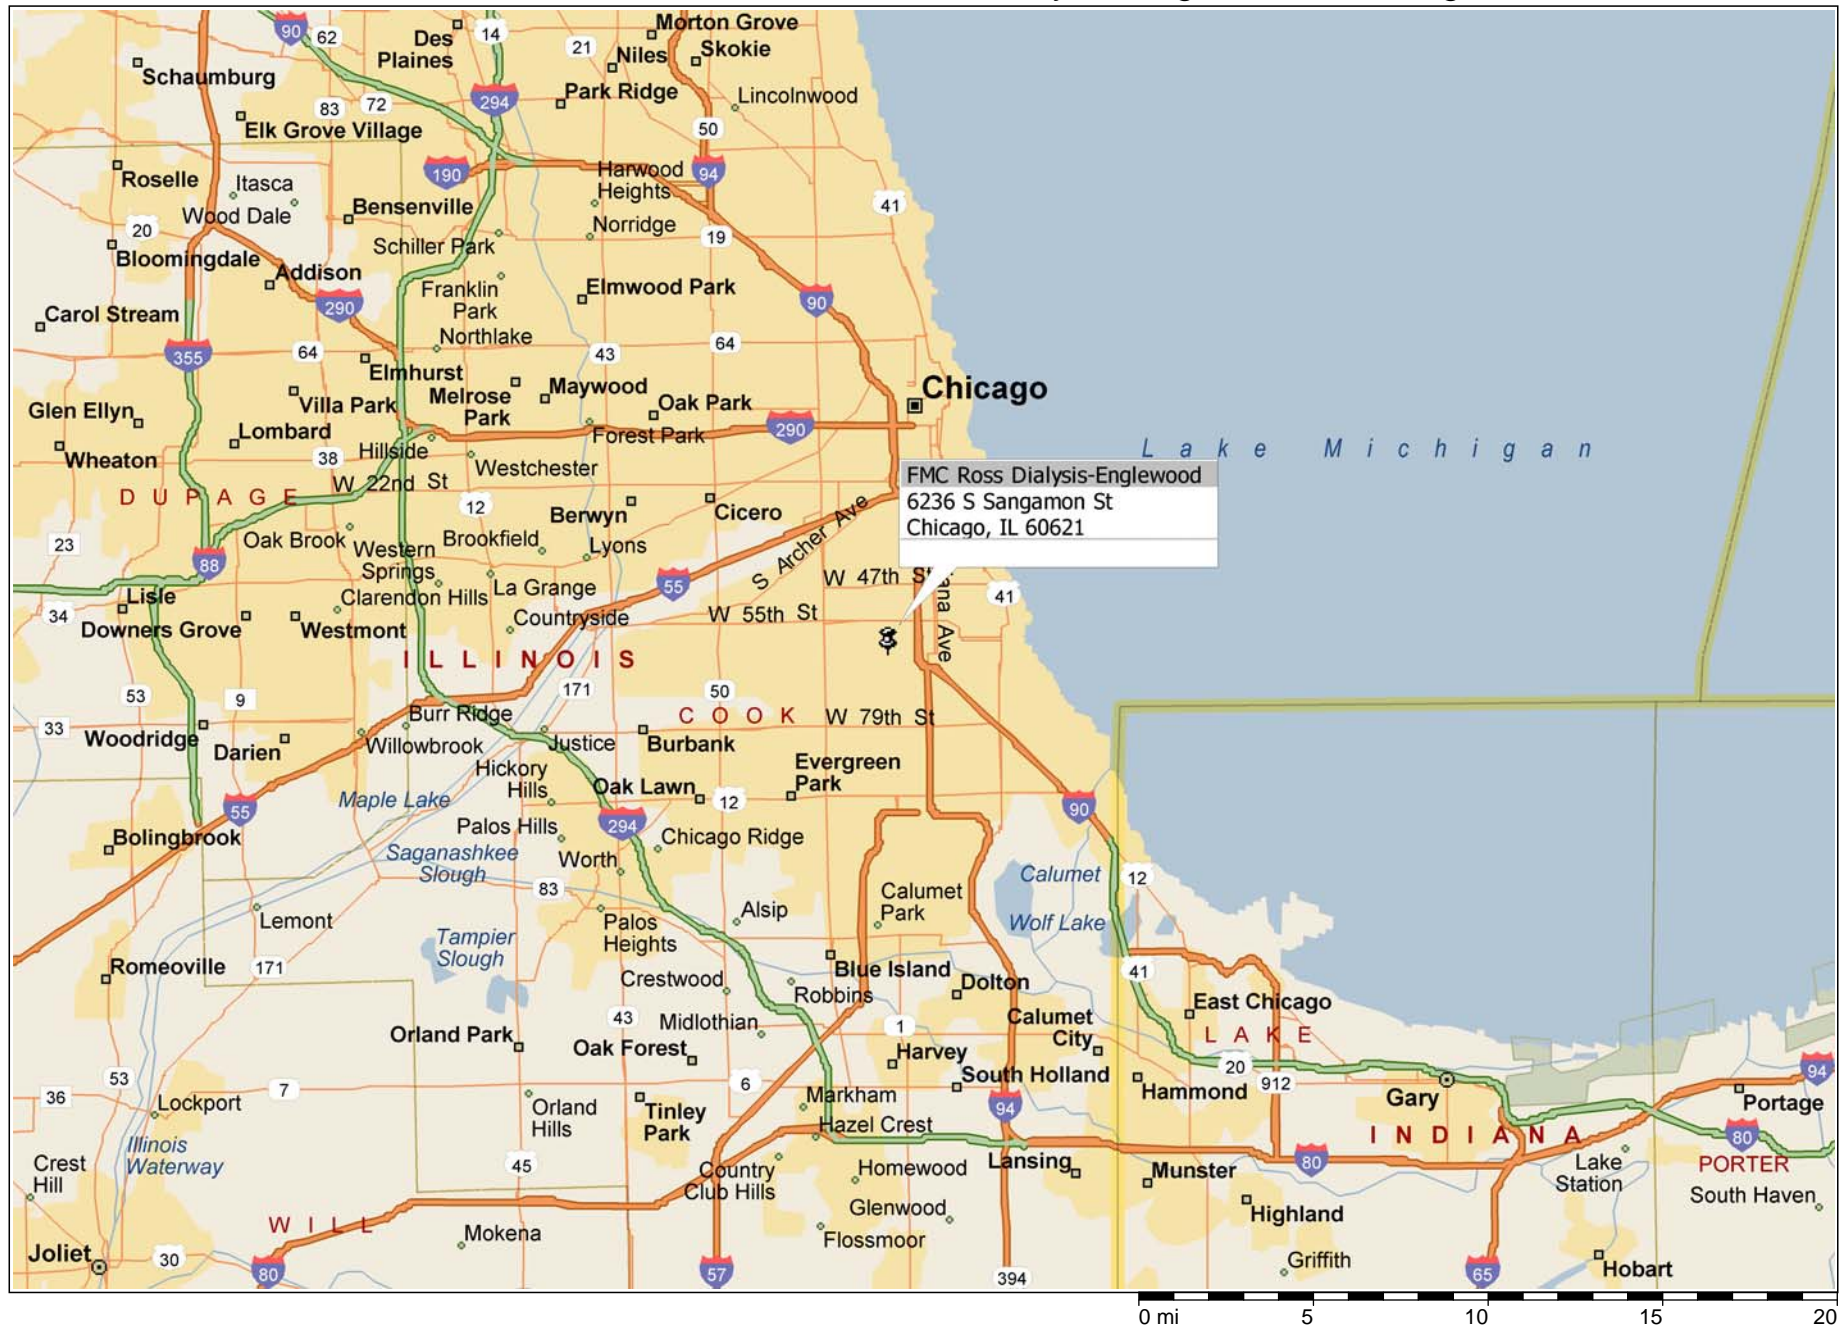 90
62
Des
Plaines
14
21
Morton Grove
Niles
Skokie
Schaumburg
294
Park Ridge
Lincolnwood
83
72
Elk Grove Village
50
Roselle
Itasca
190
Harwood
Heights
94
Wood Dale
Bensenville
41
20
Schiller Park
Norridge
19
Bloomingdale
Addison
Franklin
Park
Elmwood Park
290
90
Carol Stream
Northlake
355
64
43
64
Elmhurst
Melrose
Park
Maywood
Chicago
Glen Ellyn
Villa Park
Oak Park
Lombard
Forest Park
290
Hillside
Wheaton
38
Westchester
Lake Michigan
W 22nd St
DUPAGE
12
FMC Ross Dialysis-Englewood
6236 S Sangamon St
Chicago, IL 60621
Berwyn
Cicero
S Archer Ave
23
Oak Brook
Western
Springs
Brookfield
Lyons
88
La Grange
55
W 47th St
41
Lisle
Clarendon Hills
34
Countryside
W 55th St
ana Ave
Downers Grove
Westmont
ILLINOIS
53
9
171
50
33
Burr Ridge
COOK
W 79th St
Woodridge
Darien
Willowbrook
Justice
Burbank
Hickory
Hills
Evergreen
Park
Oak Lawn
12
Maple Lake
55
90
294
Bolingbrook
Palos Hills
Chicago Ridge
Saganashkee
Slough
Worth
83
Calumet
12
Calumet
Park
Lemont
Palos
Heights
Alsip
Wolf Lake
Tampier
Slough
Romeoville
171
Crestwood
Blue Island
41
Robbins
Dolton
East Chicago
43
Midlothian
1
Calumet
City
LAKE
Orland Park
Oak Forest
Harvey
20
912
53
7
6
South Holland
94
36
Lockport
Orland
Hills
Tinley
Park
Markham
Hammond
Gary
Portage
94
Hazel Crest
INDIANA
80
Illinois
Waterway
Crest
Hill
45
Country
Club Hills
Homewood
Lansing
Munster
80
Lake
Station
PORTER
South Haven
WILL
Glenwood
Highland
Mokena
Flossmoor
Joliet
30
80
57
394
Griffith
65
Hobart
0 mi
5
10
15
20